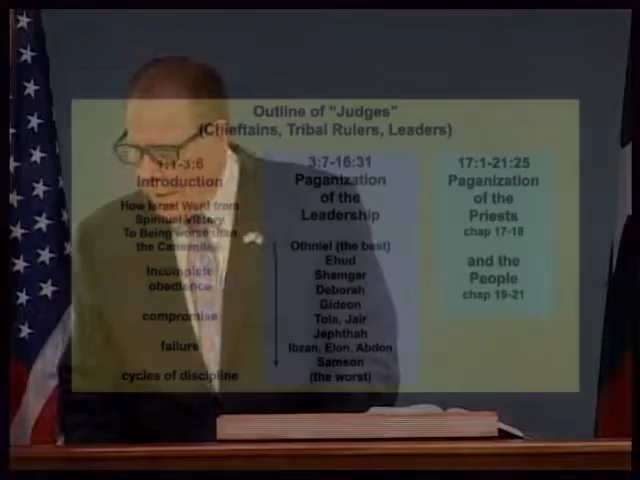 Outline of "Judges"
(Chieftains, Tribal Rulers, Leaders)
1:1-3:6
Introduction
How Israel Went from
Spiritual Victory
To Being worse than
the Canaanites
Incomplete
obediance
compromise
failure
cycles of discipline
3:7-16:31
Paganization
of the
Leadership
Othniel (the best)
Ehud
Shamgar
Deborah
Gideon
Tola, Jair
Jephthah
Ibzan, Elon, Abdon
Samson
(the worst)
17:1-21:25
Paganization
of the
Priests
chap 17-18
and the
People
chap 19-21